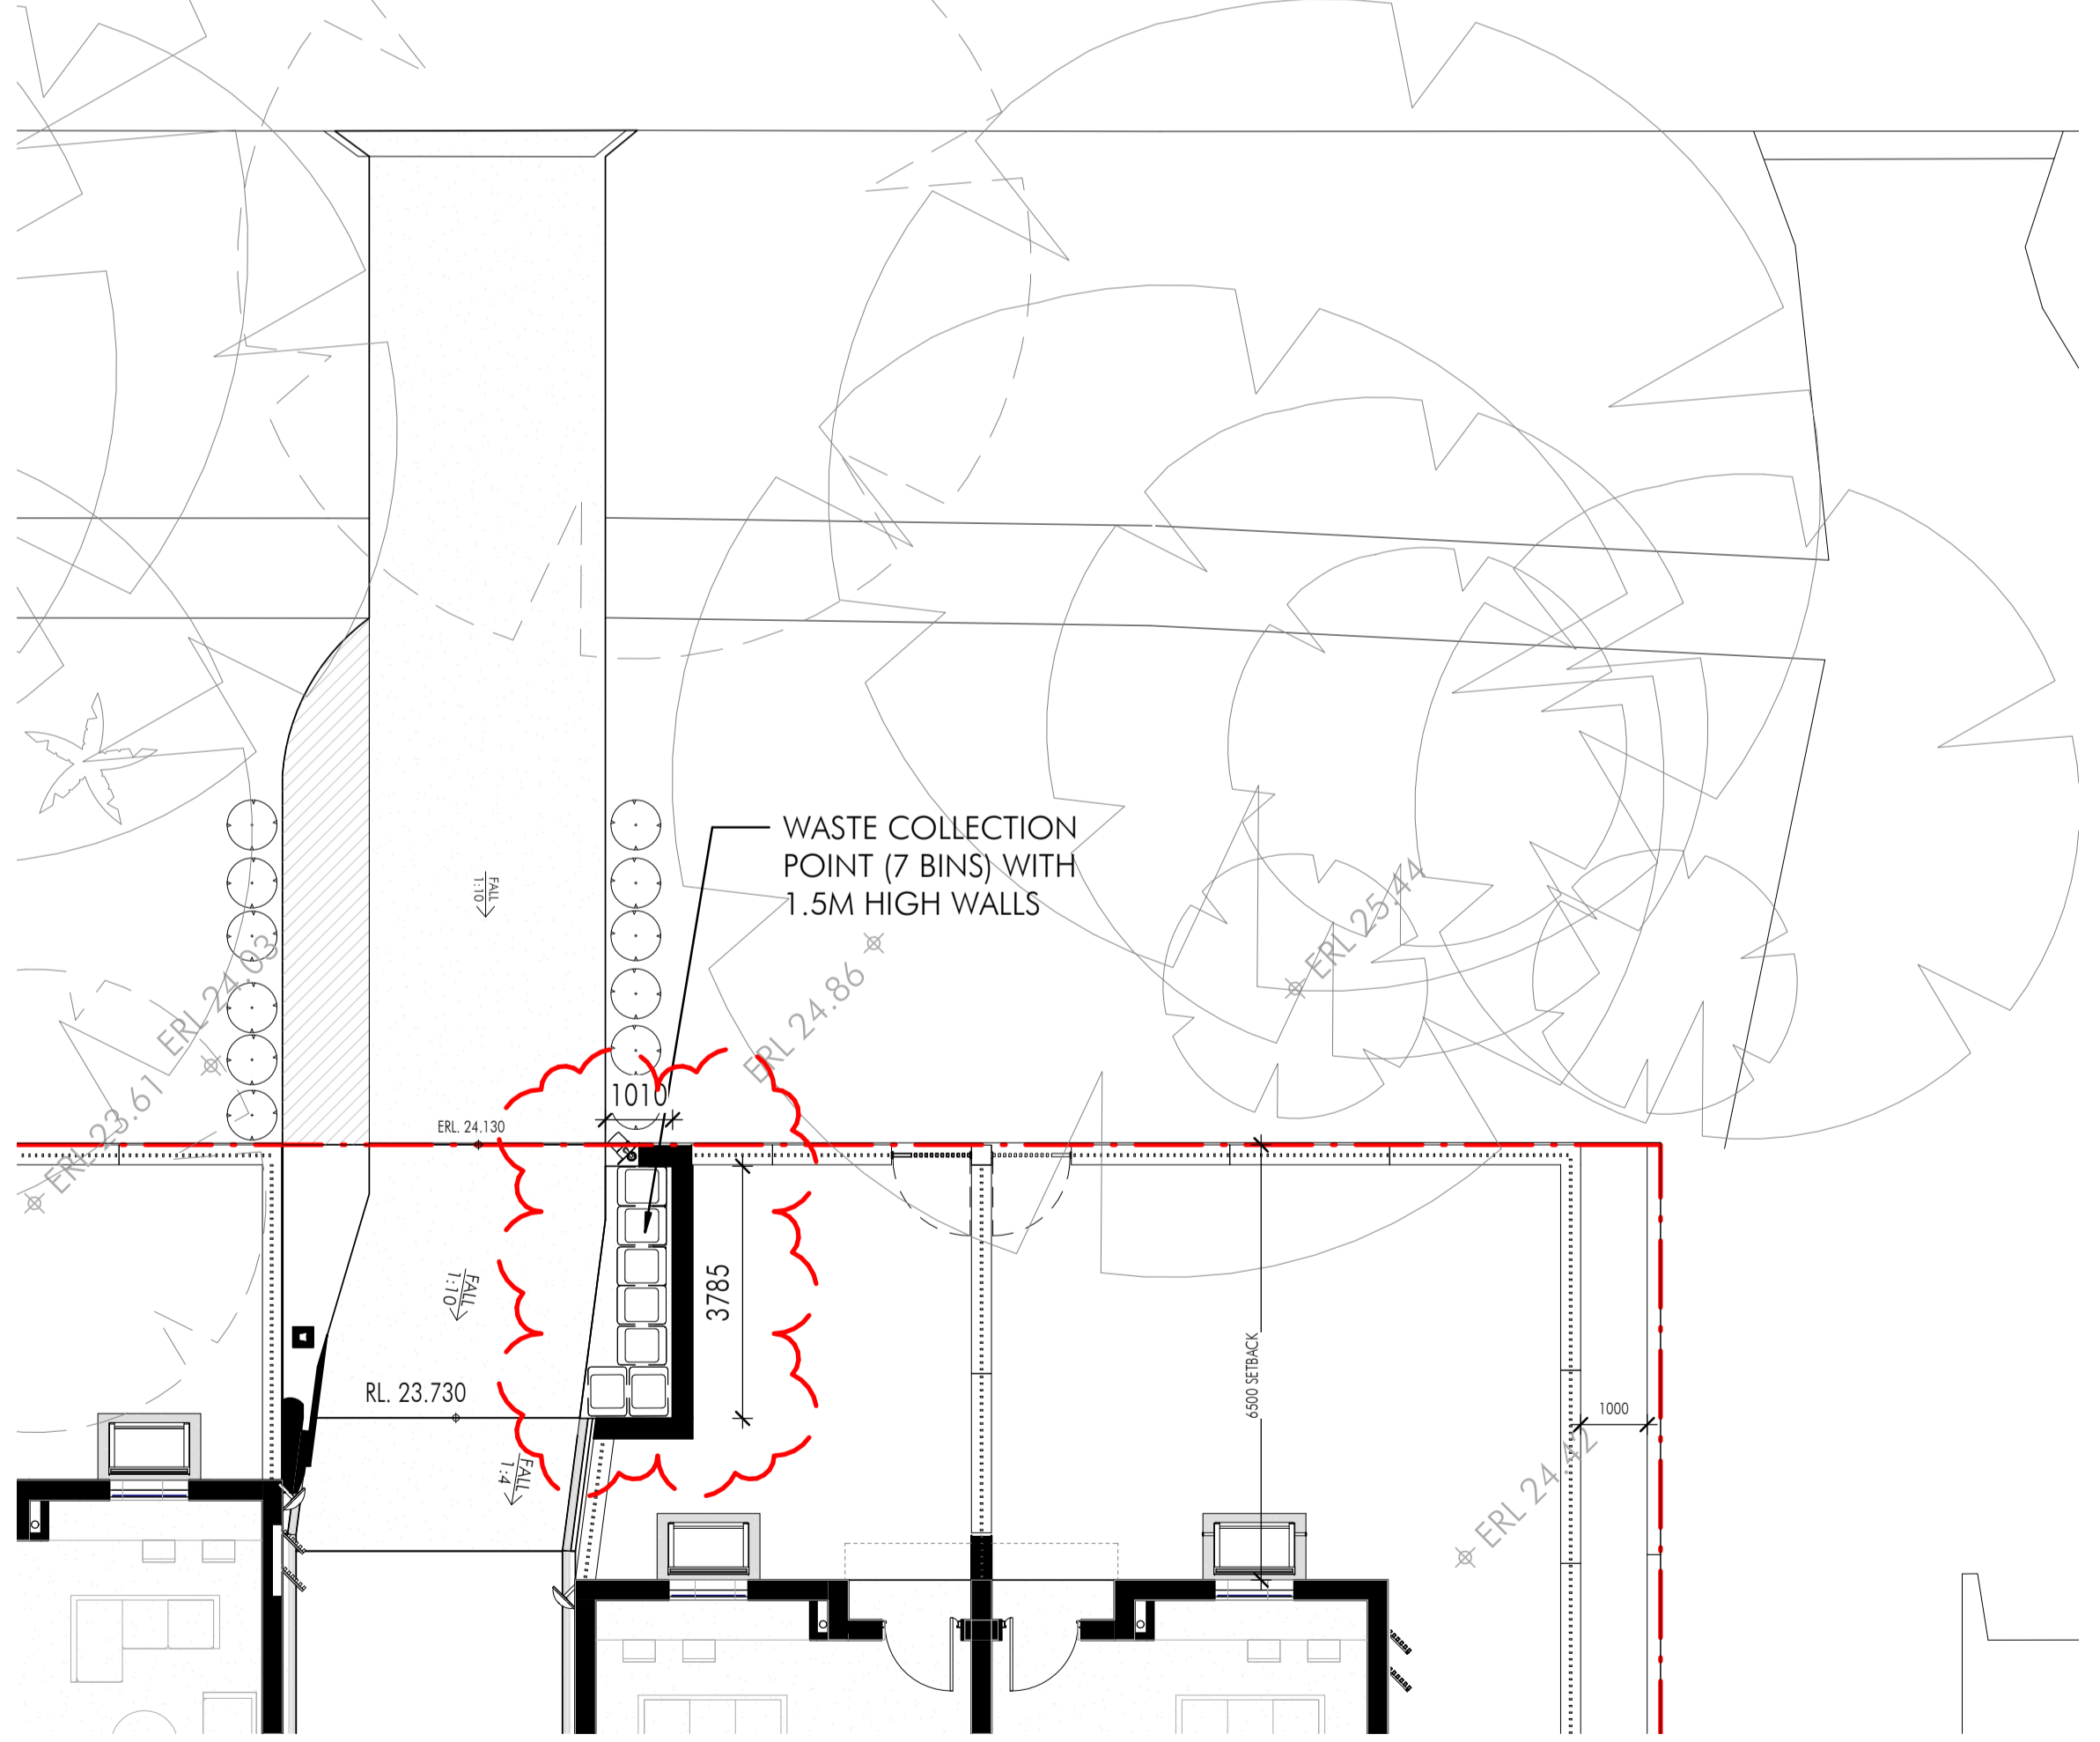 FALL
1:10
WASTE COLLECTION
POINT (7 BINS) WITH
1.5M HIGH WALLS
ERL 25.44
ERL 24.03
ERL 24.86
ERL 23.61
1010
ERL. 24.130
3785
FALL
1:10
6500 SETBACK
RL. 23.730
1000
FALL
1:4
ERL 24.42